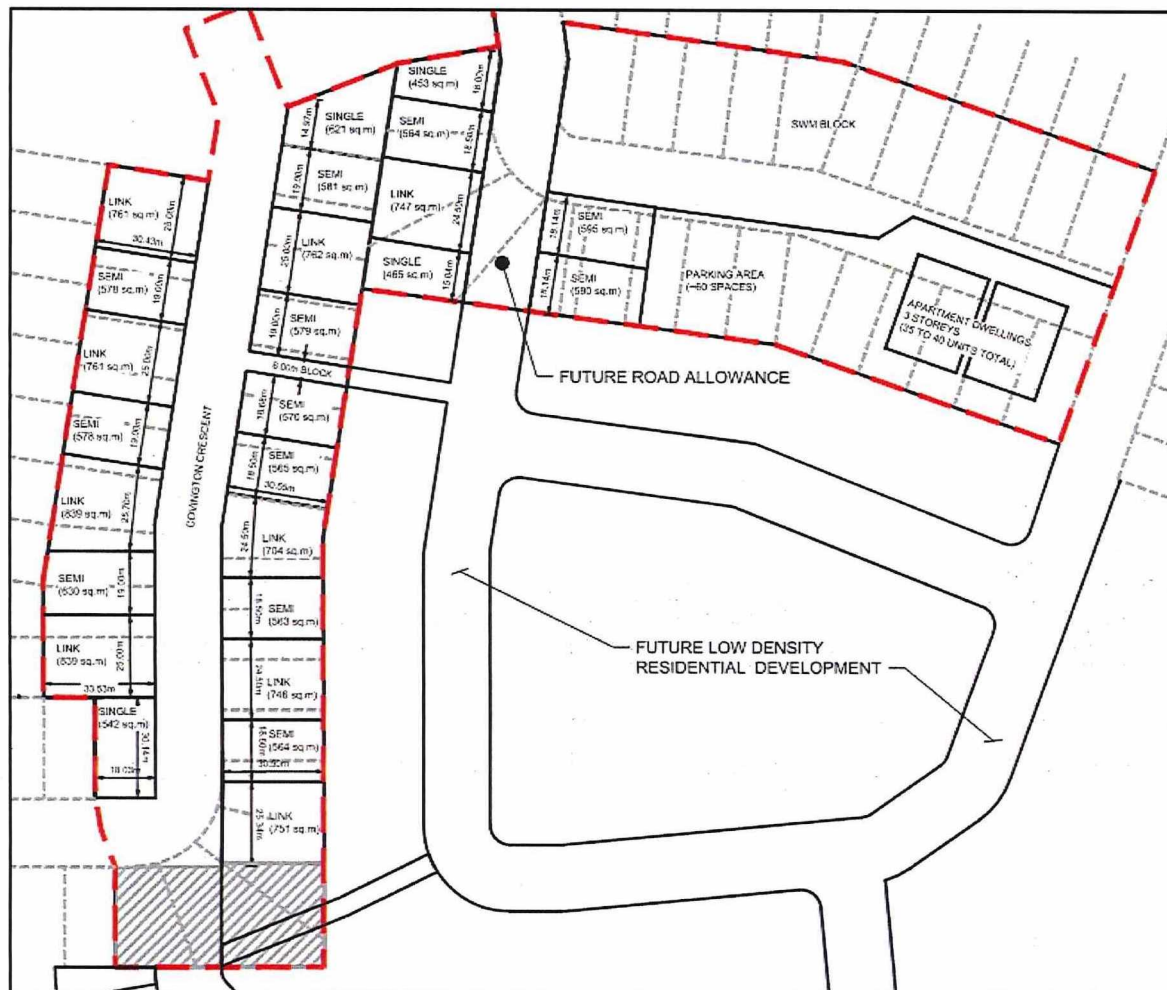 SINGLE
(453 sq.m)
18.00m
SEMI
(564 sq.m)
18.50m
LINK
(747 sq.m)
24.50m
SINGLE
(465 sq.m)
15.04m
SINGLE
(621 sq.m)
14.97m
SEMI
(581 sq.m)
19.00m
LINK
(762 sq.m)
25.00m
SEMI
(579 sq.m)
19.00m
6.00m BLOCK
SWM BLOCK
SEMI
(595 sq.m)
18.14m
SEMI
(580 sq.m)
18.14m
PARKING AREA
(~60 SPACES)
APARTMENT DWELLINGS
3 STOREYS
(35 TO 40 UNITS TOTAL)
FUTURE ROAD ALLOWANCE
LINK
(761 sq.m)
30.43m
SEMI
(578 sq.m)
19.00m
LINK
(761 sq.m)
25.00m
SEMI
(578 sq.m)
19.00m
LINK
(839 sq.m)
25.70m
SEMI
(630 sq.m)
19.00m
LINK
(839 sq.m)
25.00m
33.53m
SINGLE
(542 sq.m)
30.14m
18.03m
COVINGTON CRESCENT
SEMI
(570 sq.m)
18.68m
SEMI
(565 sq.m)
18.50m
30.55m
LINK
(704 sq.m)
24.50m
SEMI
(563 sq.m)
18.50m
LINK
(746 sq.m)
24.50m
SEMI
(564 sq.m)
18.50m
30.50m
LINK
(751 sq.m)
25.34m
FUTURE LOW DENSITY
RESIDENTIAL DEVELOPMENT